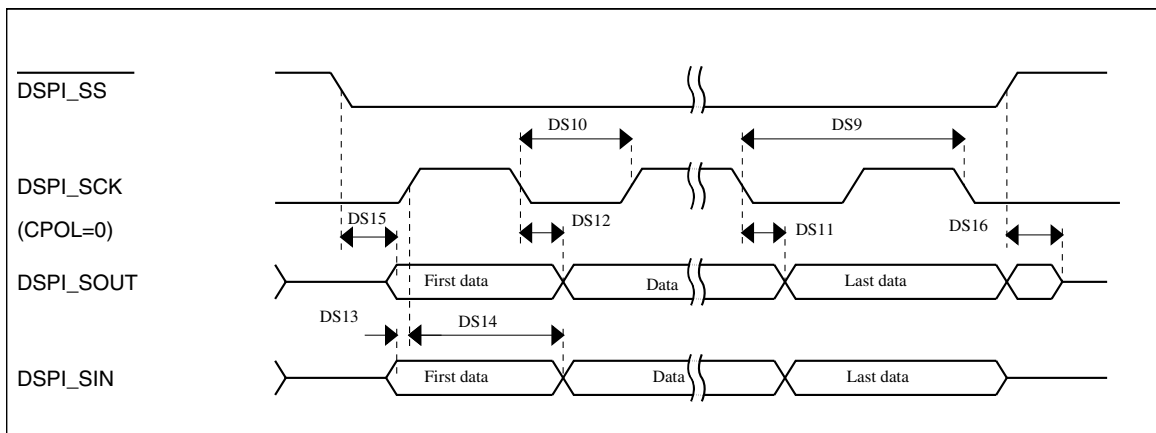 DSPI_SS
DS10
DS9
DSPI_SCK
DS15
DS12
DS11
DS16
(CPOL=0)
DSPI_SOUT
First data
Data
Last data
DS13
DS14
DSPI_SIN
First data
Data
Last data